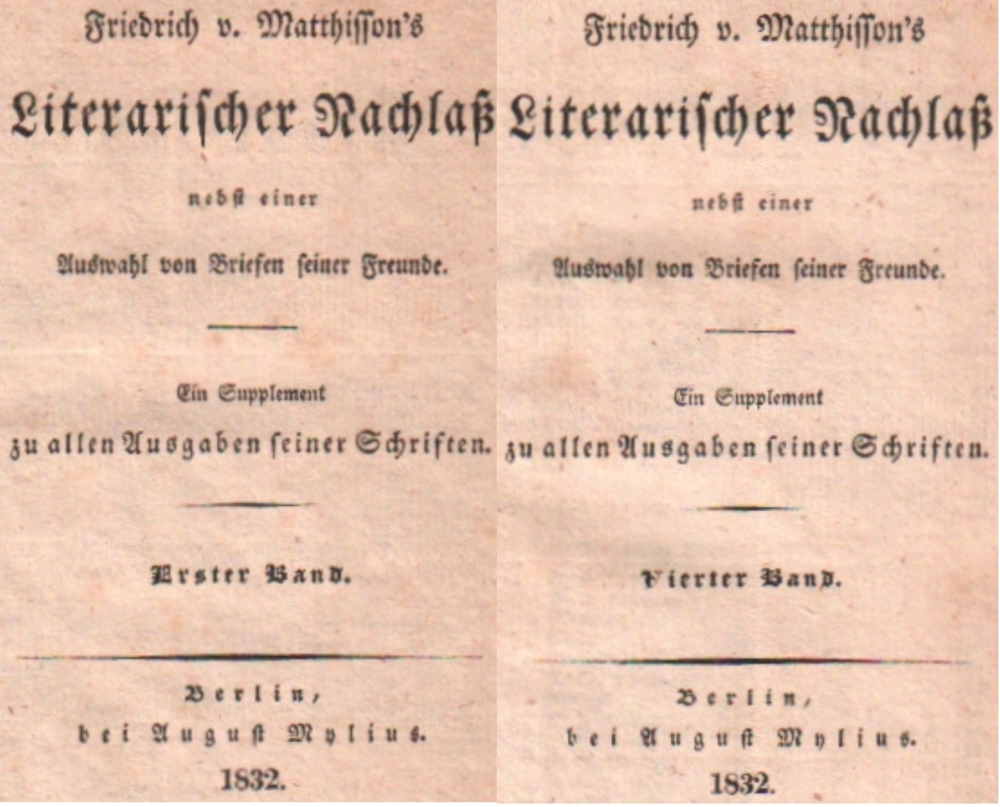 Friedrich v. Matthisson's
Literarischer Nachlaß
nebst einer
Auswahl von Briefen seiner Freunde.
Ein Supplement
zu allen Ausgaben seiner Schriften.
Erster Band.
Berlin,
bei August Mylius.
1832.
Friedrich v. Matthisson's
Literarischer Nachlaß
nebst einer
Auswahl von Briefen seiner Freunde.
Ein Supplement
zu allen Ausgaben seiner Schriften.
Vierter Band.
Berlin,
bei August Mylius.
1832.